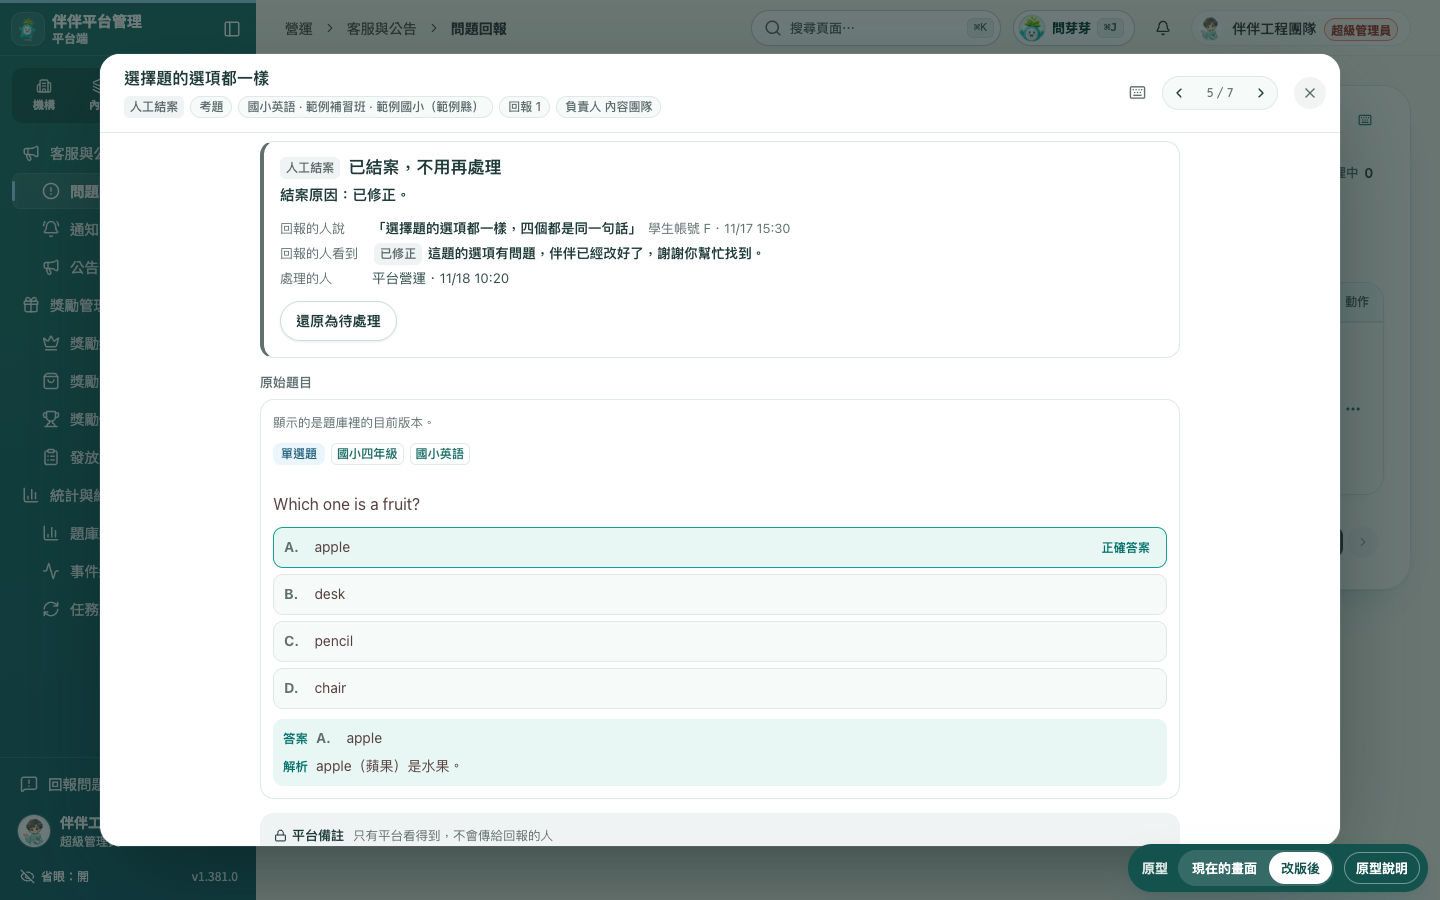 伴伴平台管理
平台端
營運 > 客服與公告 > 問題回報
搜尋頁面…
⌘K
問芽芽 ⌘J
伴伴工程團隊 超級管理員
機構
內
選擇題的選項都一樣
人工結案 考題 國小英語 · 範例補習班 · 範例國小（範例縣） 回報 1 負責人 內容團隊
5 / 7
客服與公
問題
通知
公告
獎勵管理
獎勵
獎勵
獎勵
發放
統計與
題庫
事件
任務
人工結案 已結案，不用再處理
結案原因：已修正。
回報的人說 「選擇題的選項都一樣，四個都是同一句話」 學生帳號 F · 11/17 15:30
回報的人看到 已修正 這題的選項有問題，伴伴已經改好了，謝謝你幫忙找到。
處理的人 平台營運 · 11/18 10:20
還原為待處理
理中 0
動作
原始題目
顯示的是題庫裡的目前版本。
單選題 國小四年級 國小英語
Which one is a fruit?
A. apple 正確答案
B. desk
C. pencil
D. chair
答案 A. apple
解析 apple（蘋果）是水果。
平台備註 只有平台看得到，不會傳給回報的人
回報問題
伴伴工
超級管理
省眼：開
v1.381.0
原型 現在的畫面 改版後 原型說明